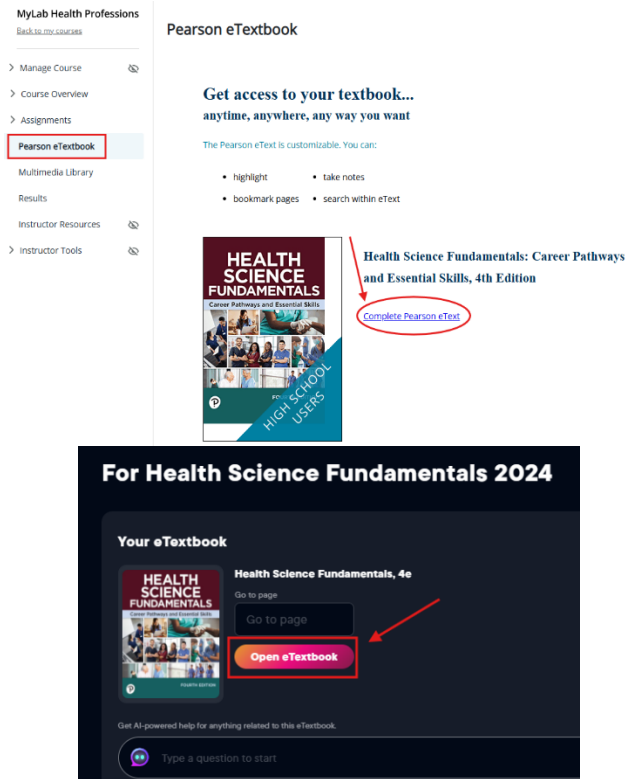 MyLab Health Professions
Back to my courses
Manage Course
Course Overview
Assignments
Pearson eTextbook
Multimedia Library
Results
Instructor Resources
Instructor Tools
Pearson eTextbook
Get access to your textbook...
anytime, anywhere, any way you want
The Pearson eText is customizable. You can:
• highlight • take notes
• bookmark pages • search within eText
HEALTH
SCIENCE
FUNDAMENTALS
Career Pathways and Essential Skills
HIGH SCHOOL
USERS
Health Science Fundamentals: Career Pathways
and Essential Skills, 4th Edition
Complete Pearson eText
For Health Science Fundamentals 2024
Your eTextbook
HEALTH
SCIENCE
FUNDAMENTALS
Career Pathways and Essential Skills
FOURTH EDITION
Health Science Fundamentals, 4e
Go to page
Go to page
Open eTextbook
Get AI-powered help for anything related to this eTextbook.
Type a question to start